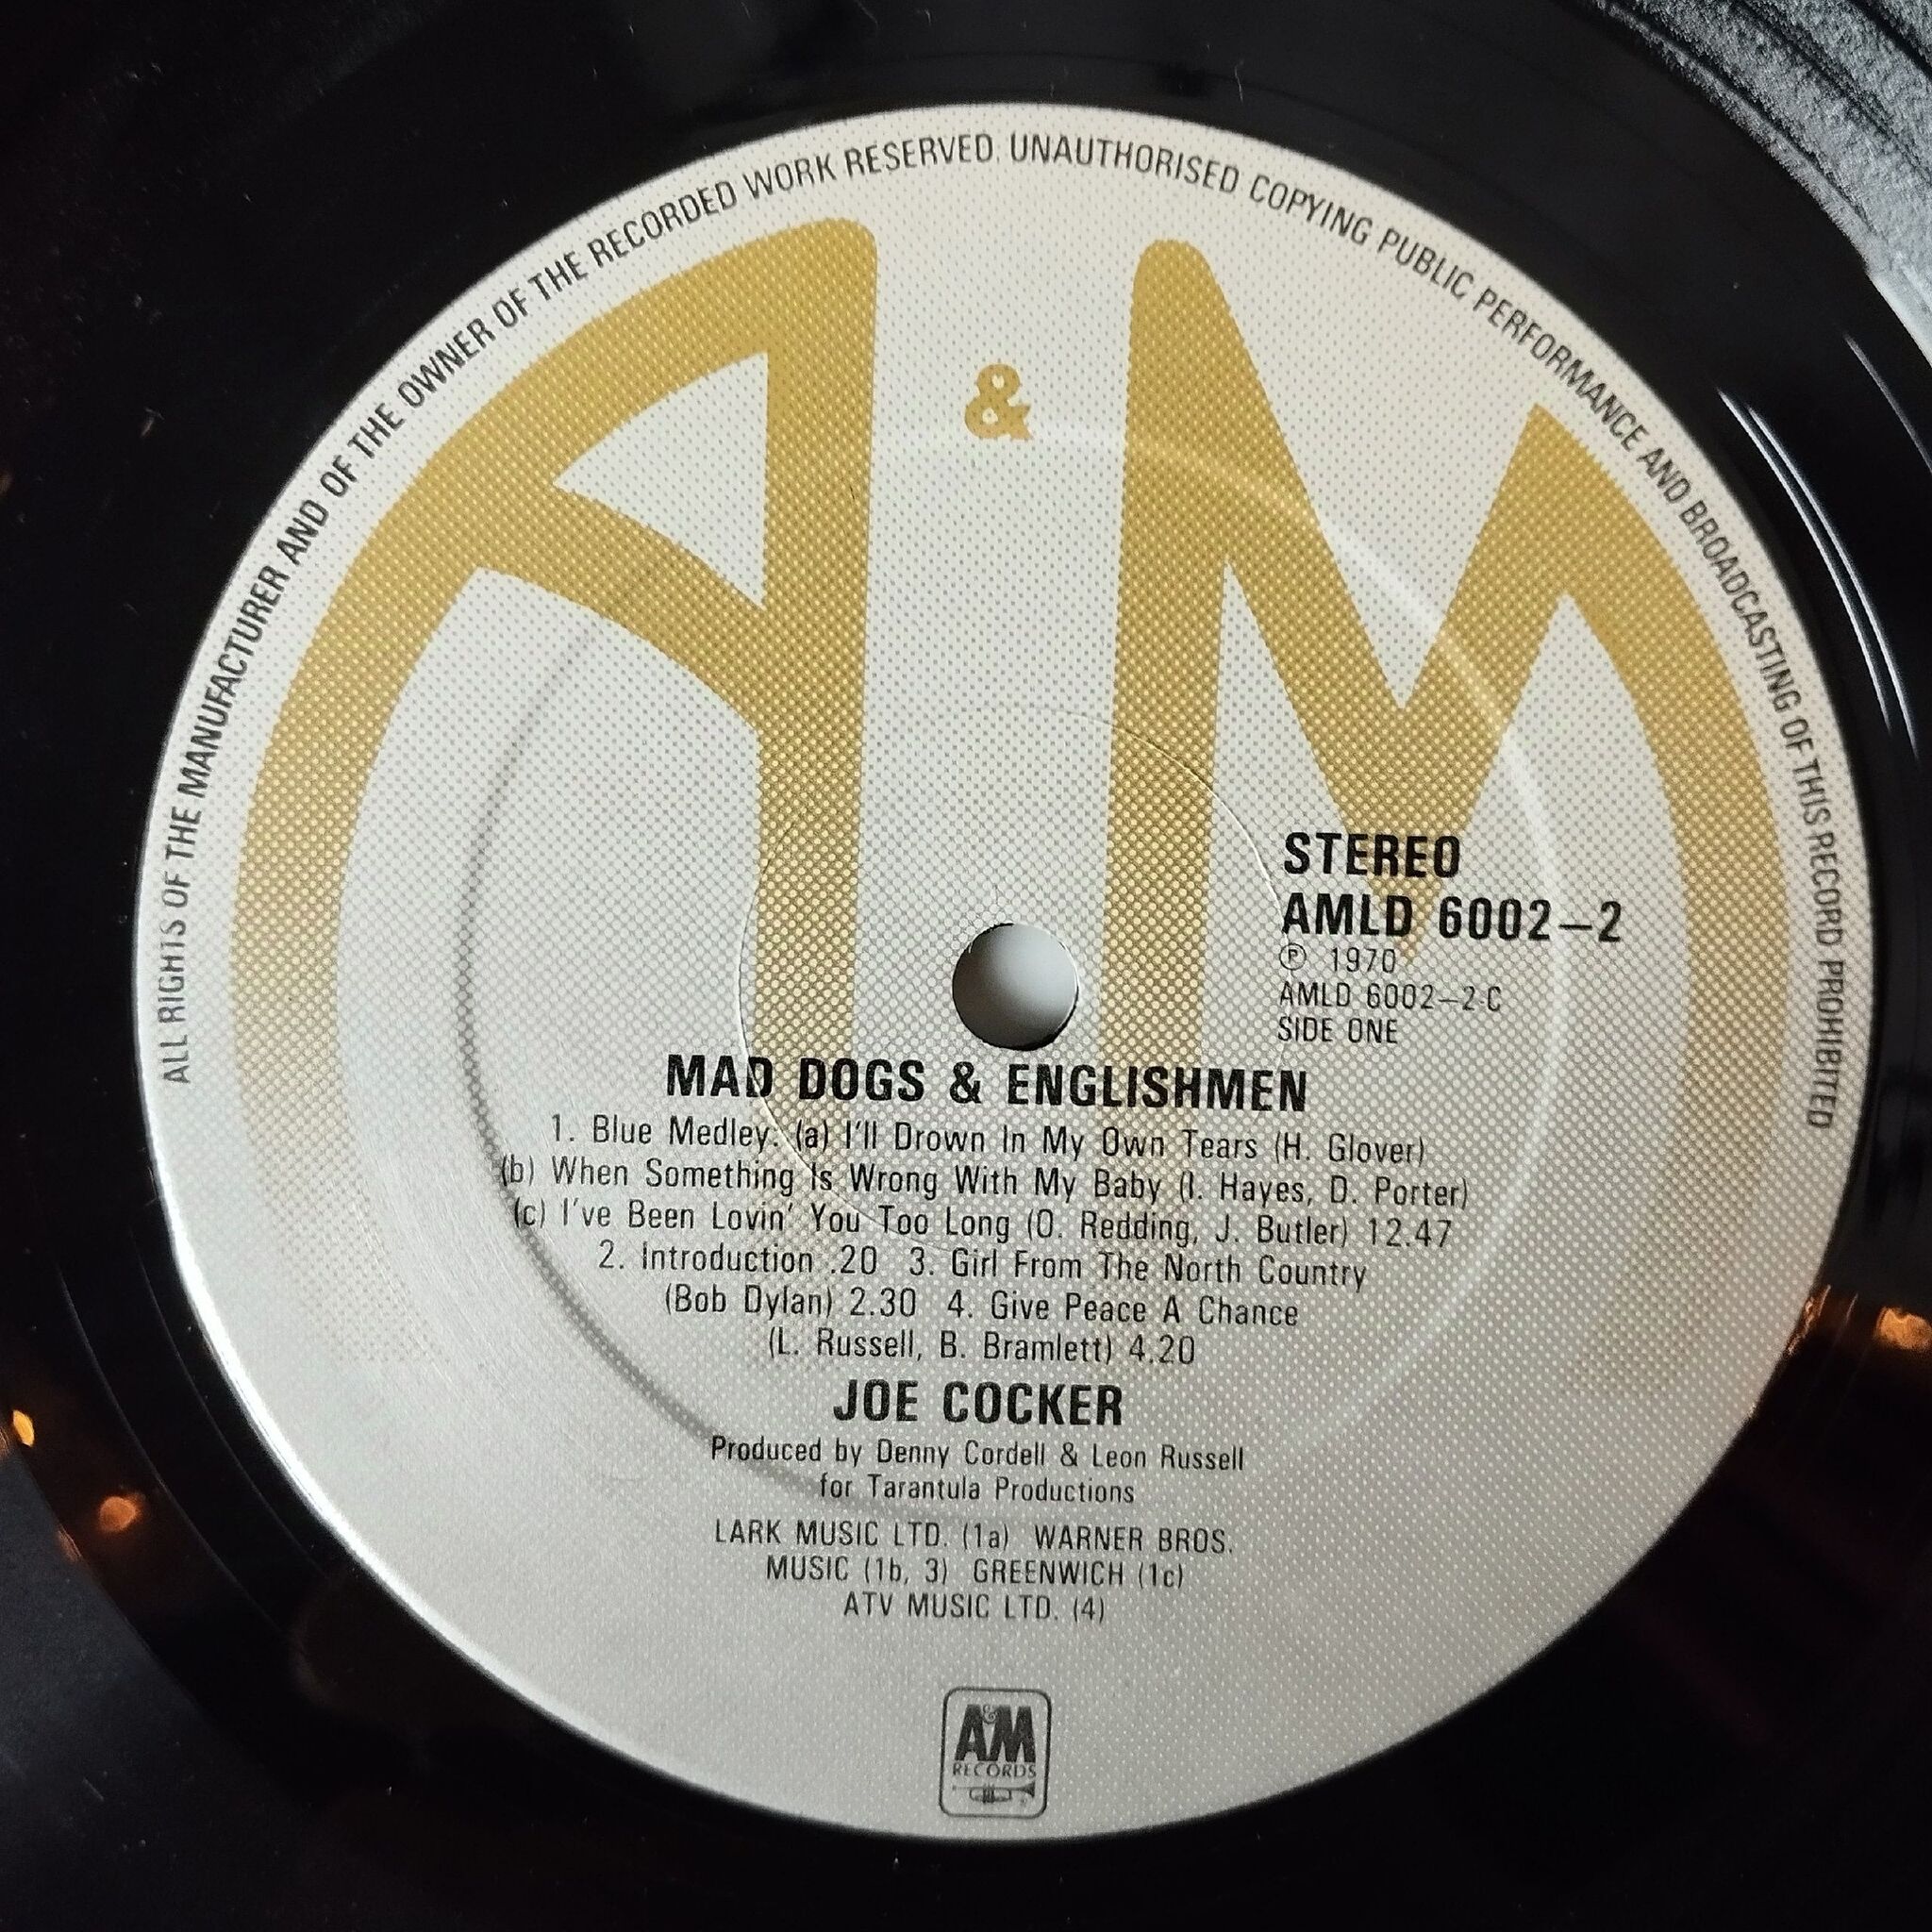 ALL RIGHTS OF THE MANUFACTURER AND OF THE OWNER OF THE RECORDED WORK RESERVED. UNAUTHORISED COPYING PUBLIC PERFORMANCE AND BROADCASTING OF THIS RECORD PROHIBITED
A & M
STEREO
AMLD 6002–2
℗ 1970
AMLD 6002–2·C
SIDE ONE
MAD DOGS & ENGLISHMEN
1. Blue Medley: (a) I'll Drown In My Own Tears (H. Glover)
(b) When Something Is Wrong With My Baby (I. Hayes, D. Porter)
(c) I've Been Lovin' You Too Long (O. Redding, J. Butler) 12.47
2. Introduction .20 3. Girl From The North Country
(Bob Dylan) 2.30 4. Give Peace A Chance
(L. Russell, B. Bramlett) 4.20
JOE COCKER
Produced by Denny Cordell & Leon Russell
for Tarantula Productions
LARK MUSIC LTD. (1a) WARNER BROS.
MUSIC (1b, 3) GREENWICH (1c)
ATV MUSIC LTD. (4)
A&M
RECORDS